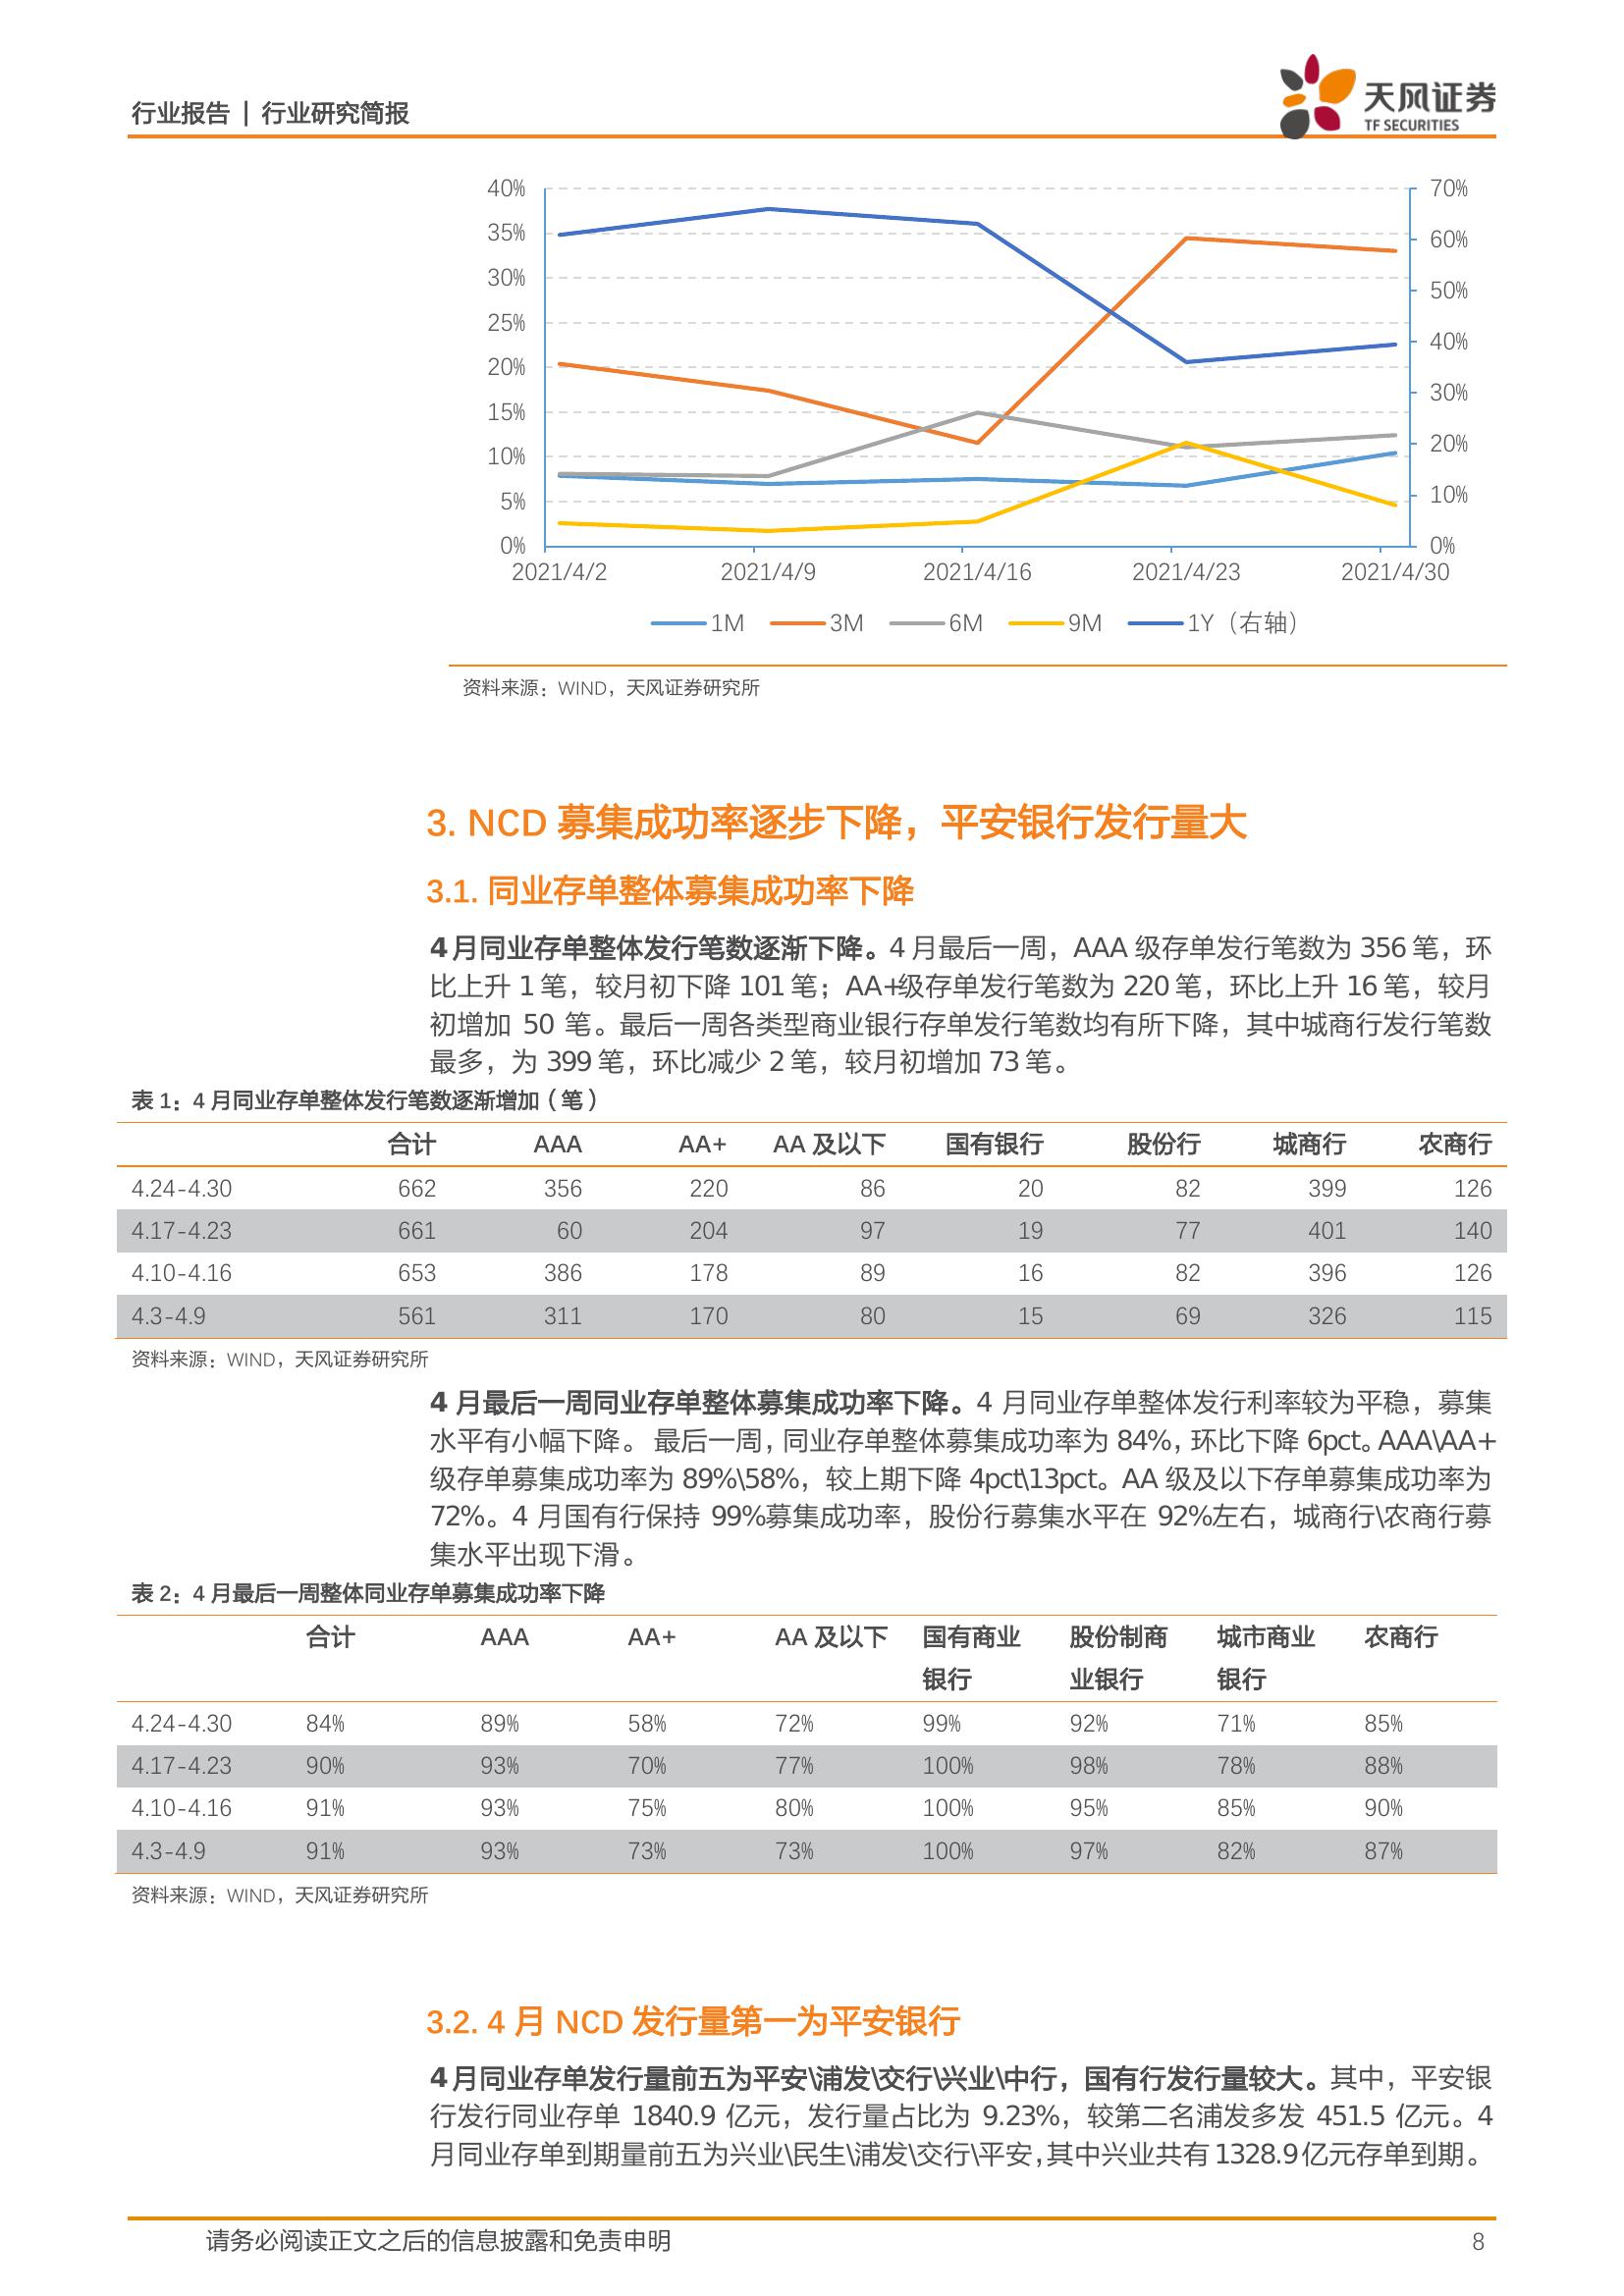 行业报告 | 行业研究简报
天风证券
TF SECURITIES
40%
35%
30%
25%
20%
15%
10%
5%
0%
70%
60%
50%
40%
30%
20%
10%
0%
2021/4/2 2021/4/9 2021/4/16 2021/4/23 2021/4/30
1M 3M 6M 9M 1Y（右轴）
资料来源：WIND，天风证券研究所
3. NCD 募集成功率逐步下降，平安银行发行量大
3.1. 同业存单整体募集成功率下降
4 月同业存单整体发行笔数逐渐下降。4 月最后一周，AAA 级存单发行笔数为 356 笔，环
比上升 1 笔，较月初下降 101 笔；AA+级存单发行笔数为 220 笔，环比上升 16 笔，较月
初增加 50 笔。最后一周各类型商业银行存单发行笔数均有所下降，其中城商行发行笔数
最多，为 399 笔，环比减少 2 笔，较月初增加 73 笔。
表 1：4 月同业存单整体发行笔数逐渐增加（笔）
合计 AAA AA+ AA 及以下 国有银行 股份行 城商行 农商行
4.24-4.30 662 356 220 86 20 82 399 126
4.17-4.23 661 60 204 97 19 77 401 140
4.10-4.16 653 386 178 89 16 82 396 126
4.3-4.9 561 311 170 80 15 69 326 115
资料来源：WIND，天风证券研究所
4 月最后一周同业存单整体募集成功率下降。4 月同业存单整体发行利率较为平稳，募集
水平有小幅下降。 最后一周，同业存单整体募集成功率为 84%，环比下降 6pct。AAA\AA+
级存单募集成功率为 89%\58%，较上期下降 4pct\13pct。AA 级及以下存单募集成功率为
72%。4 月国有行保持 99%募集成功率，股份行募集水平在 92%左右，城商行\农商行募
集水平出现下滑。
表 2：4 月最后一周整体同业存单募集成功率下降
合计 AAA AA+ AA 及以下 国有商业 股份制商 城市商业 农商行
银行 业银行 银行
4.24-4.30 84% 89% 58% 72% 99% 92% 71% 85%
4.17-4.23 90% 93% 70% 77% 100% 98% 78% 88%
4.10-4.16 91% 93% 75% 80% 100% 95% 85% 90%
4.3-4.9 91% 93% 73% 73% 100% 97% 82% 87%
资料来源：WIND，天风证券研究所
3.2. 4 月 NCD 发行量第一为平安银行
4 月同业存单发行量前五为平安\浦发\交行\兴业\中行，国有行发行量较大。其中，平安银
行发行同业存单 1840.9 亿元，发行量占比为 9.23%，较第二名浦发多发 451.5 亿元。4
月同业存单到期量前五为兴业\民生\浦发\交行\平安，其中兴业共有 1328.9 亿元存单到期。
请务必阅读正文之后的信息披露和免责申明
8